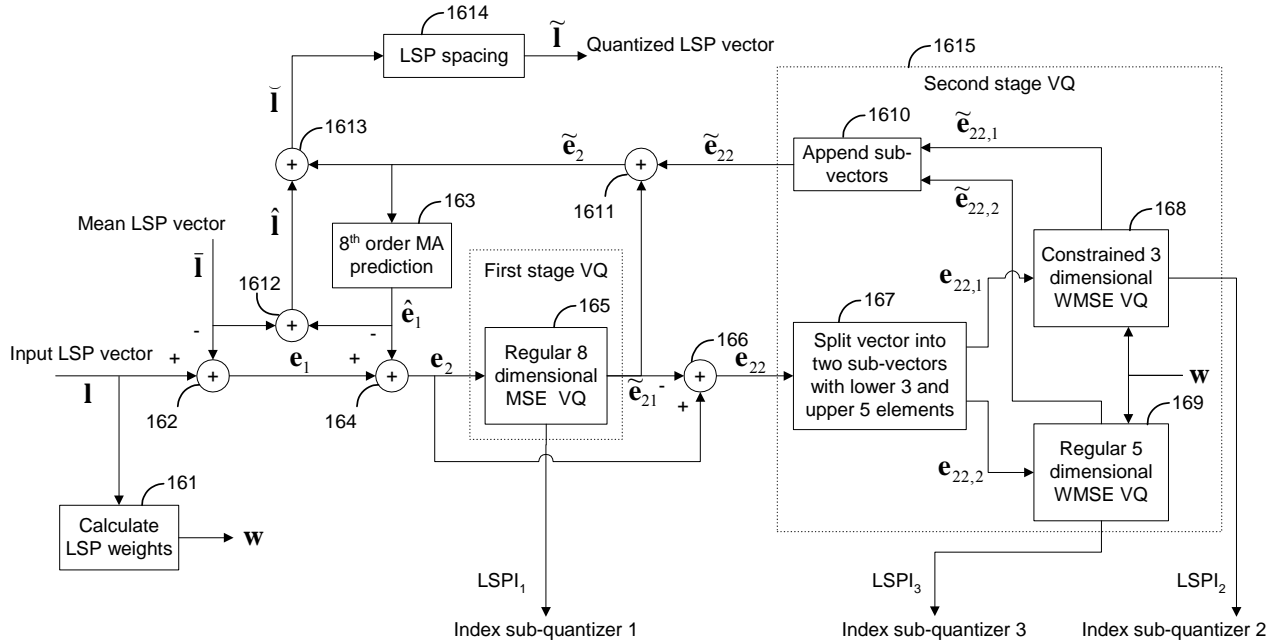 1614
LSP spacing
l̃
Quantized LSP vector
1615
Second stage VQ
l̆
1613
+
ẽ₂
+
1611
ẽ₂₂
1610
Append sub-
vectors
ẽ₂₂,₁
ẽ₂₂,₂
Mean LSP vector
l̄
l̂
163
8th order MA
prediction
ê₁
1612
+
-
-
First stage VQ
165
Regular 8
dimensional
MSE VQ
168
Constrained 3
dimensional
WMSE VQ
e₂₂,₁
167
Split vector into
two sub-vectors
with lower 3 and
upper 5 elements
Input LSP vector
l
+
+
162
e₁
+
+
164
e₂
ẽ₂₁
-
166
+
+
e₂₂
w
169
Regular 5
dimensional
WMSE VQ
e₂₂,₂
161
Calculate
LSP weights
w
LSPI₁
Index sub-quantizer 1
LSPI₃
Index sub-quantizer 3
LSPI₂
Index sub-quantizer 2